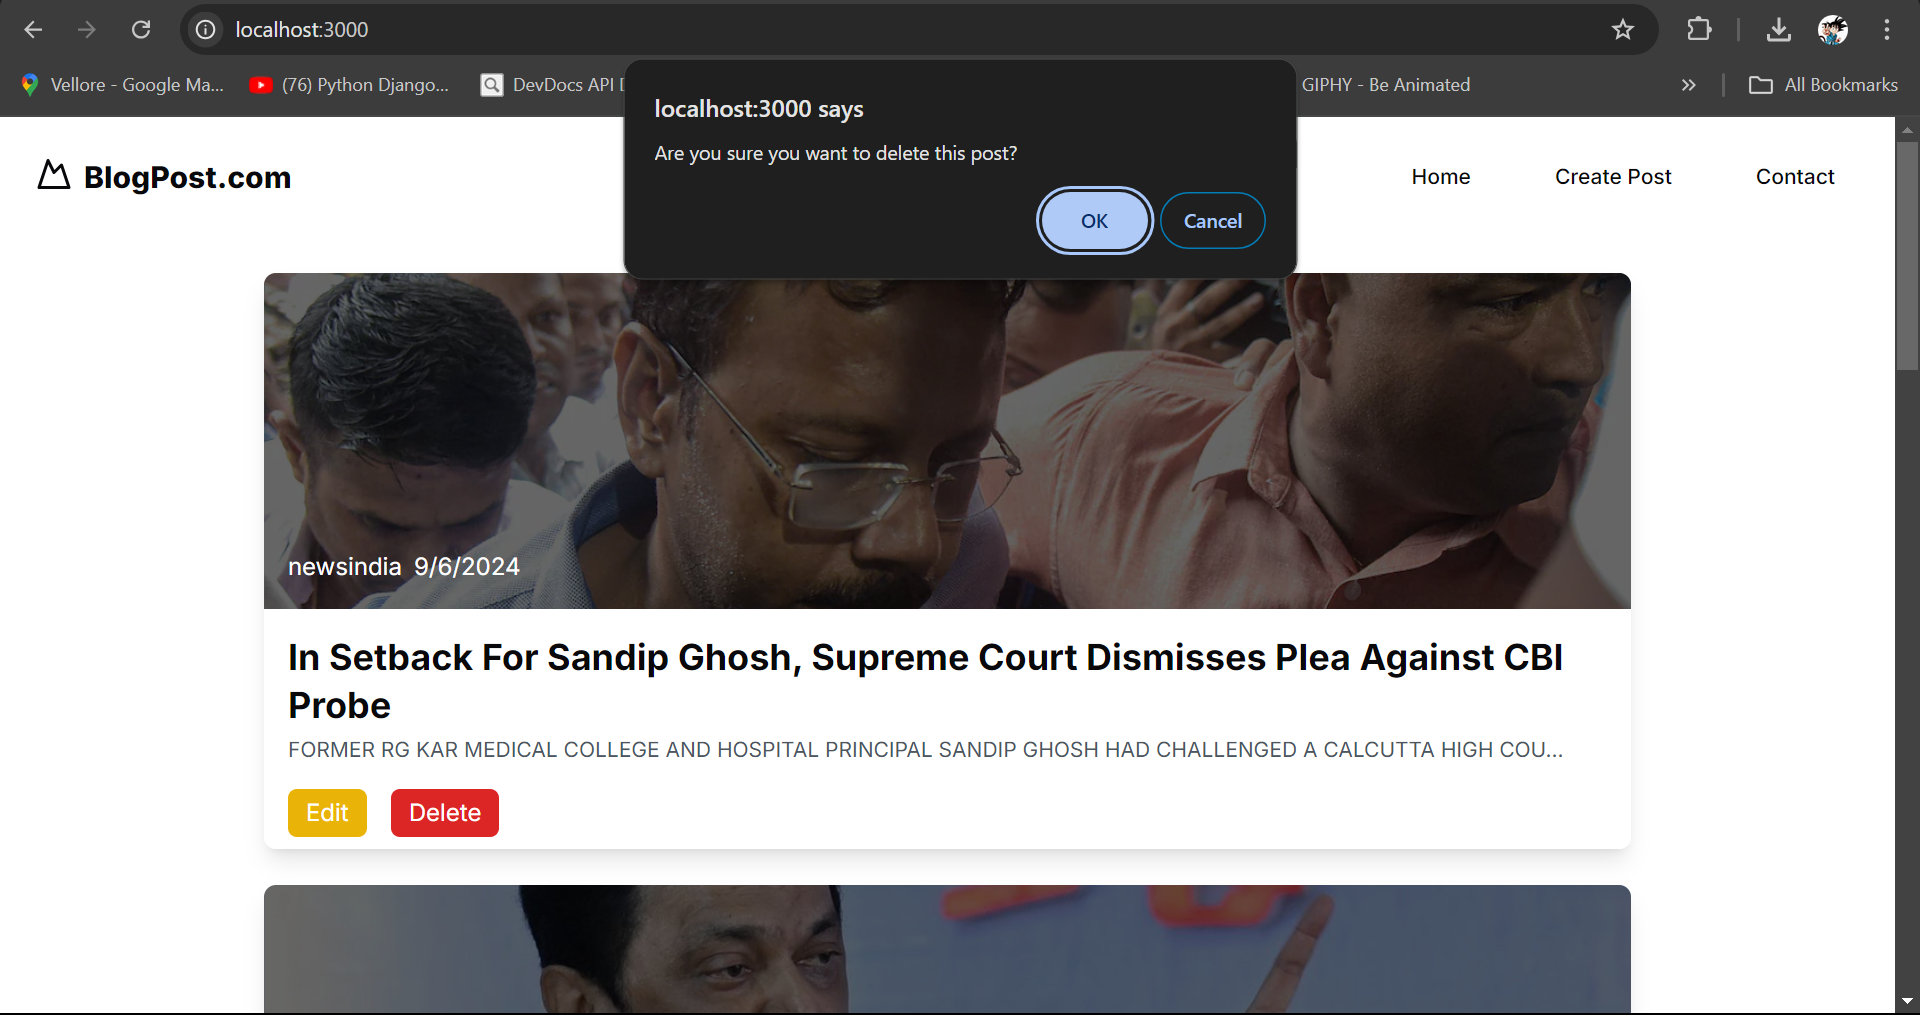 localhost:3000
Vellore - Google Ma...
(76) Python Django...
DevDocs API
GIPHY - Be Animated
All Bookmarks
localhost:3000 says
Are you sure you want to delete this post?
OK
Cancel
BlogPost.com
Home
Create Post
Contact
newsindia 9/6/2024
In Setback For Sandip Ghosh, Supreme Court Dismisses Plea Against CBI
Probe
FORMER RG KAR MEDICAL COLLEGE AND HOSPITAL PRINCIPAL SANDIP GHOSH HAD CHALLENGED A CALCUTTA HIGH COU...
Edit
Delete